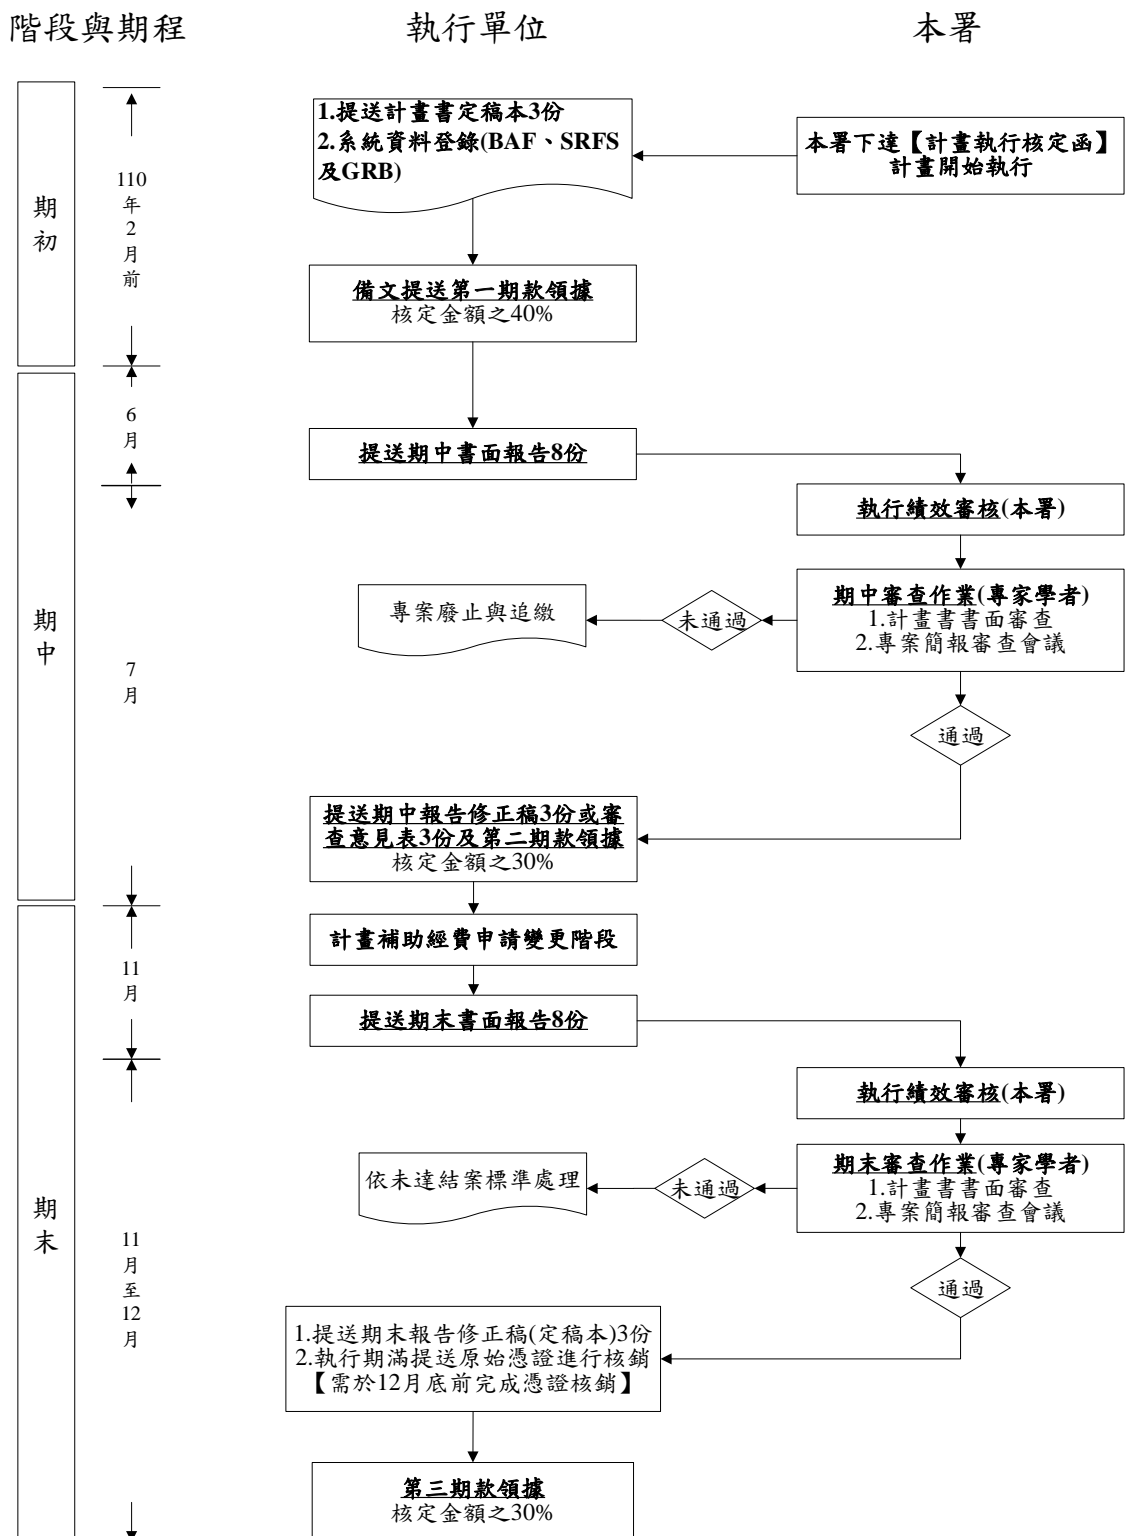 階段與期程
執行單位
本署
期初
110年2月前
1.提送計畫書定稿本3份
2.系統資料登錄(BAF、SRFS
及GRB)
本署下達【計畫執行核定函】
計畫開始執行
備文提送第一期款領據
核定金額之40%
期中
6月
提送期中書面報告8份
執行績效審核(本署)
7月
期中審查作業(專家學者)
1.計畫書書面審查
2.專案簡報審查會議
未通過
專案廢止與追繳
通過
提送期中報告修正稿3份或審
查意見表3份及第二期款領據
核定金額之30%
期末
11月
計畫補助經費申請變更階段
提送期末書面報告8份
執行績效審核(本署)
11月至12月
期末審查作業(專家學者)
1.計畫書書面審查
2.專案簡報審查會議
未通過
依未達結案標準處理
通過
1.提送期末報告修正稿(定稿本)3份
2.執行期滿提送原始憑證進行核銷
【需於12月底前完成憑證核銷】
第三期款領據
核定金額之30%